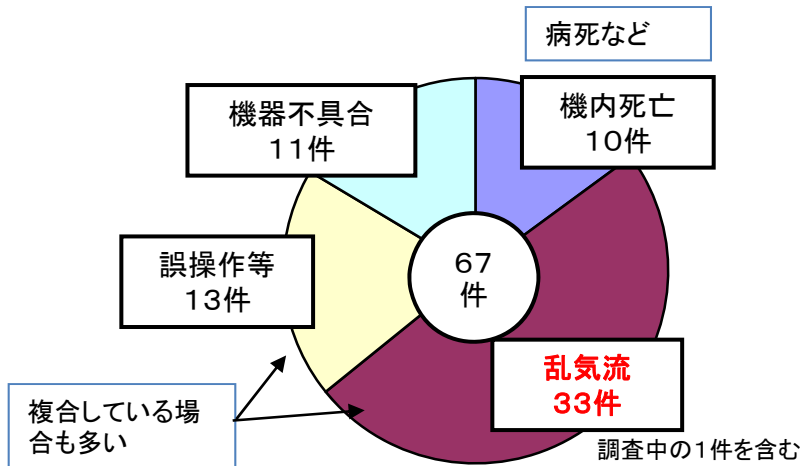 病死など
機器不具合
11件
機内死亡
10件
誤操作等
13件
67
件
乱気流
33件
複合している場
合も多い
調査中の1件を含む